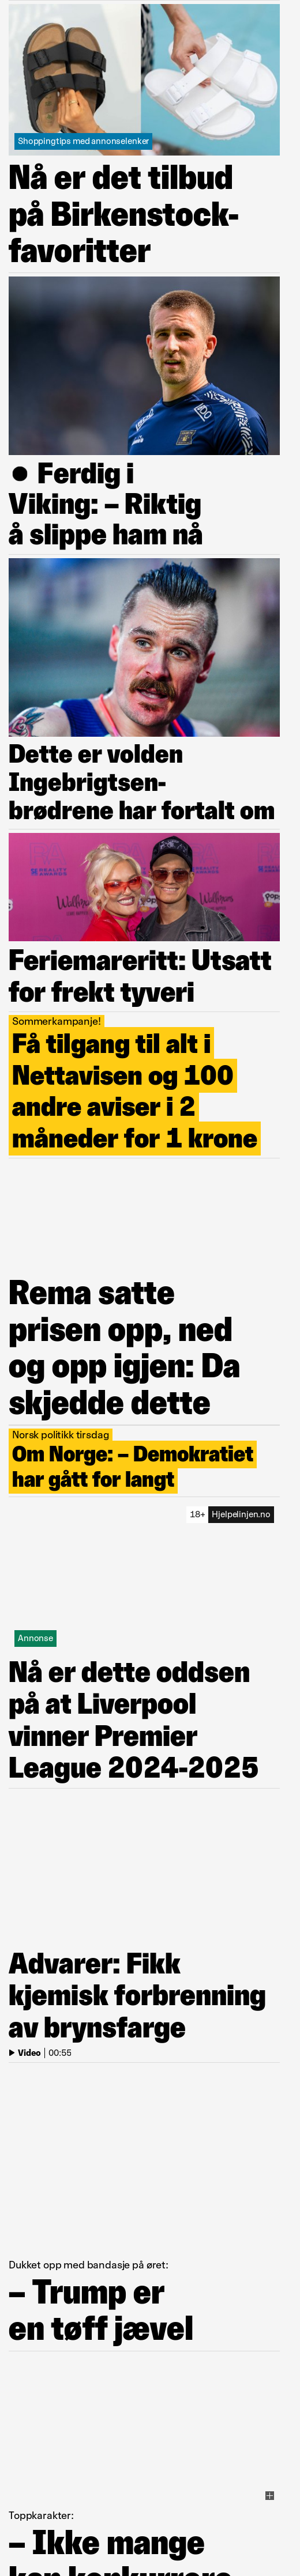 Shoppingtips med annonselenker
Nå er det tilbud
på Birkenstock-
favoritter
● Ferdig i
Viking: – Riktig
å slippe ham nå
Dette er volden
Ingebrigtsen-
brødrene har fortalt om
REALITY
AWARDS
Feriemareritt: Utsatt
for frekt tyveri
Sommerkampanje!
Få tilgang til alt i
Nettavisen og 100
andre aviser i 2
måneder for 1 krone
Rema satte
prisen opp, ned
og opp igjen: Da
skjedde dette
Norsk politikk tirsdag
Om Norge: – Demokratiet
har gått for langt
18+ Hjelpelinjen.no
Annonse
Nå er dette oddsen
på at Liverpool
vinner Premier
League 2024-2025
Advarer: Fikk
kjemisk forbrenning
av brynsfarge
Video | 00:55
Dukket opp med bandasje på øret:
– Trump er
en tøff jævel
Toppkarakter:
– Ikke mange
kan konkurrere